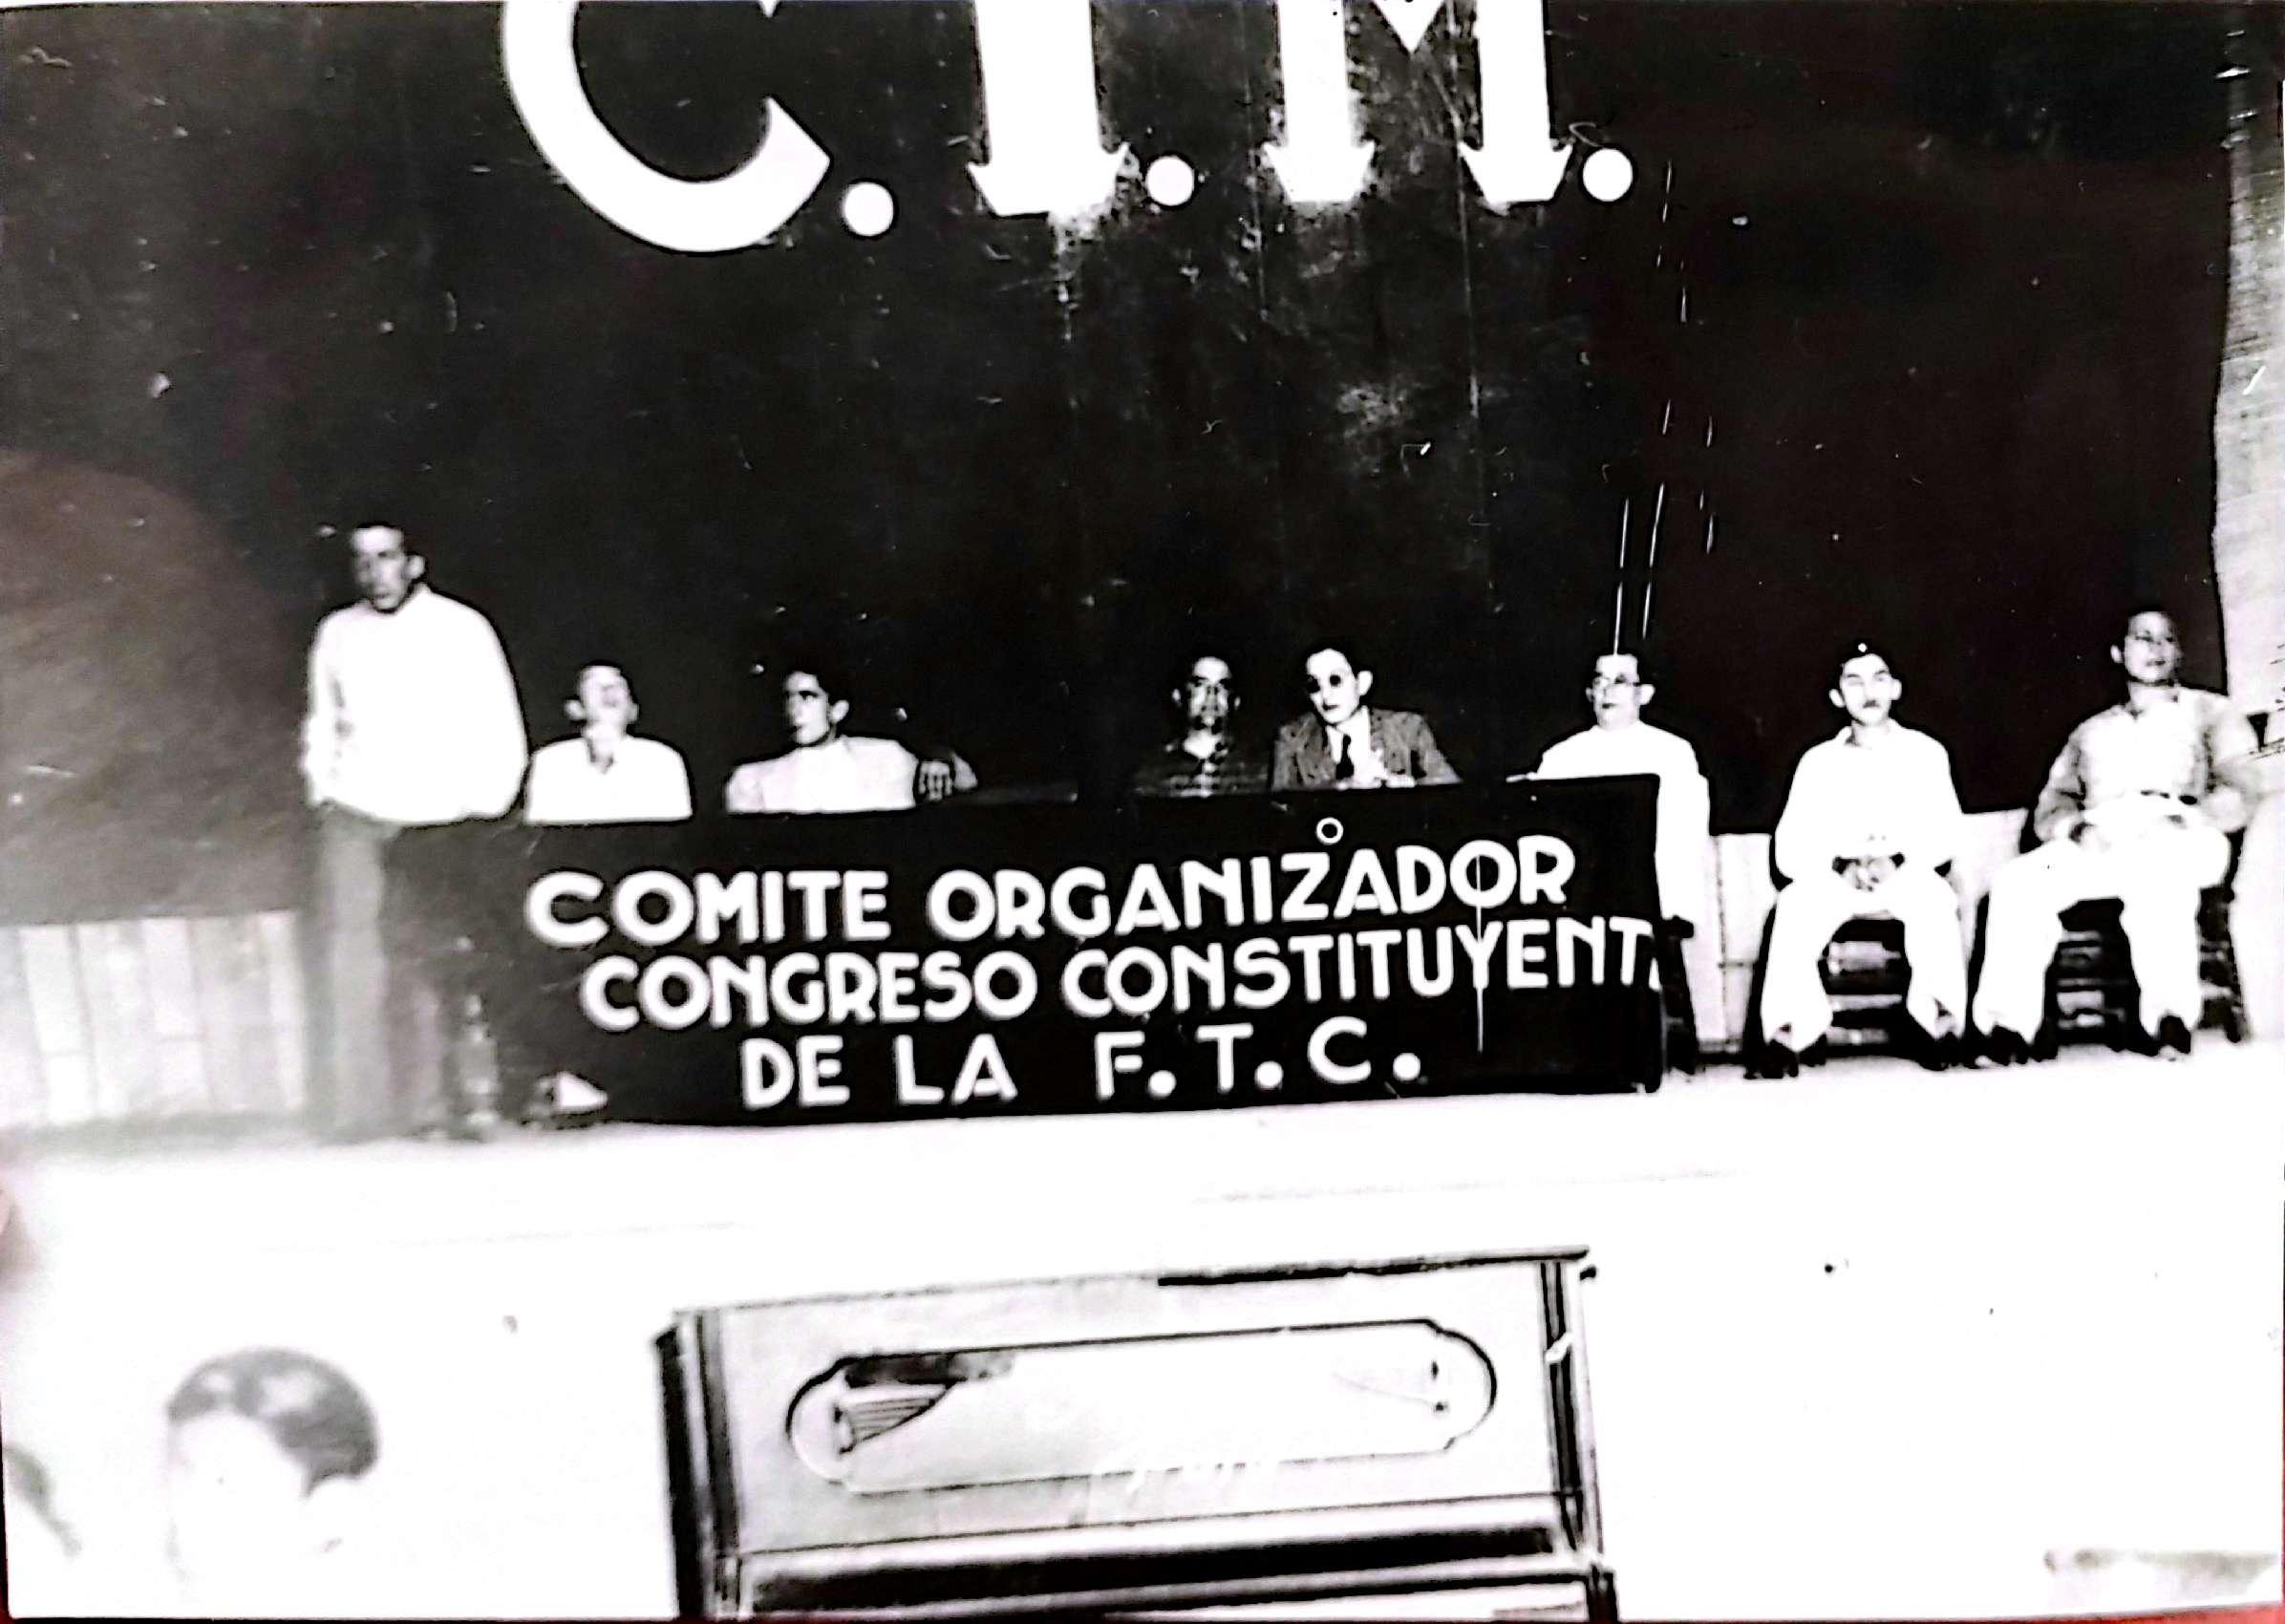 C.T.M.
COMITE ORGANIZADOR
CONGRESO CONSTITUYENT
DE LA F.T.C.